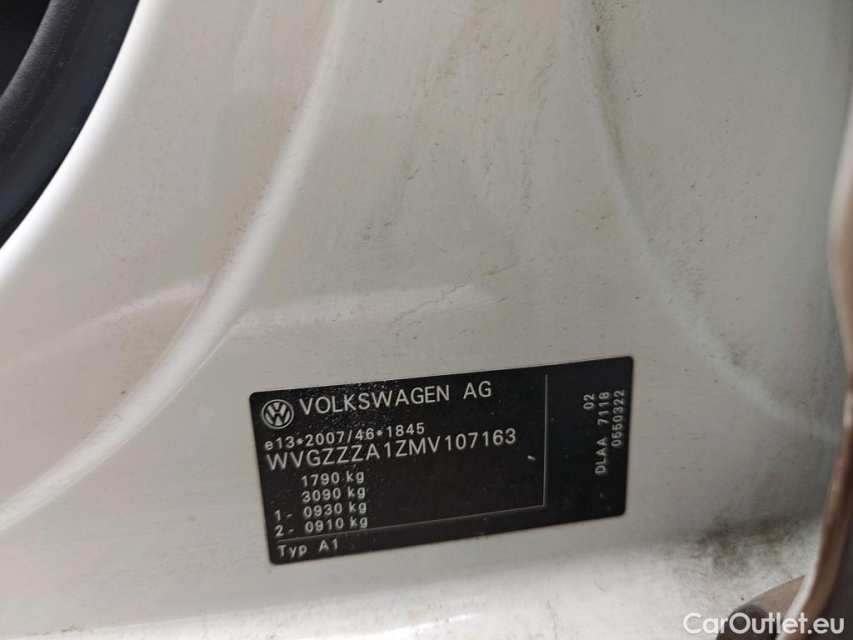 VOLKSWAGEN AG
e13*2007/46*1845
WVGZZZA1ZMV107163
1790 kg
3090 kg
1- 0930 kg
2- 0910 kg
Typ A1
02
DLAA 7118
0550322
CarOutlet.eu